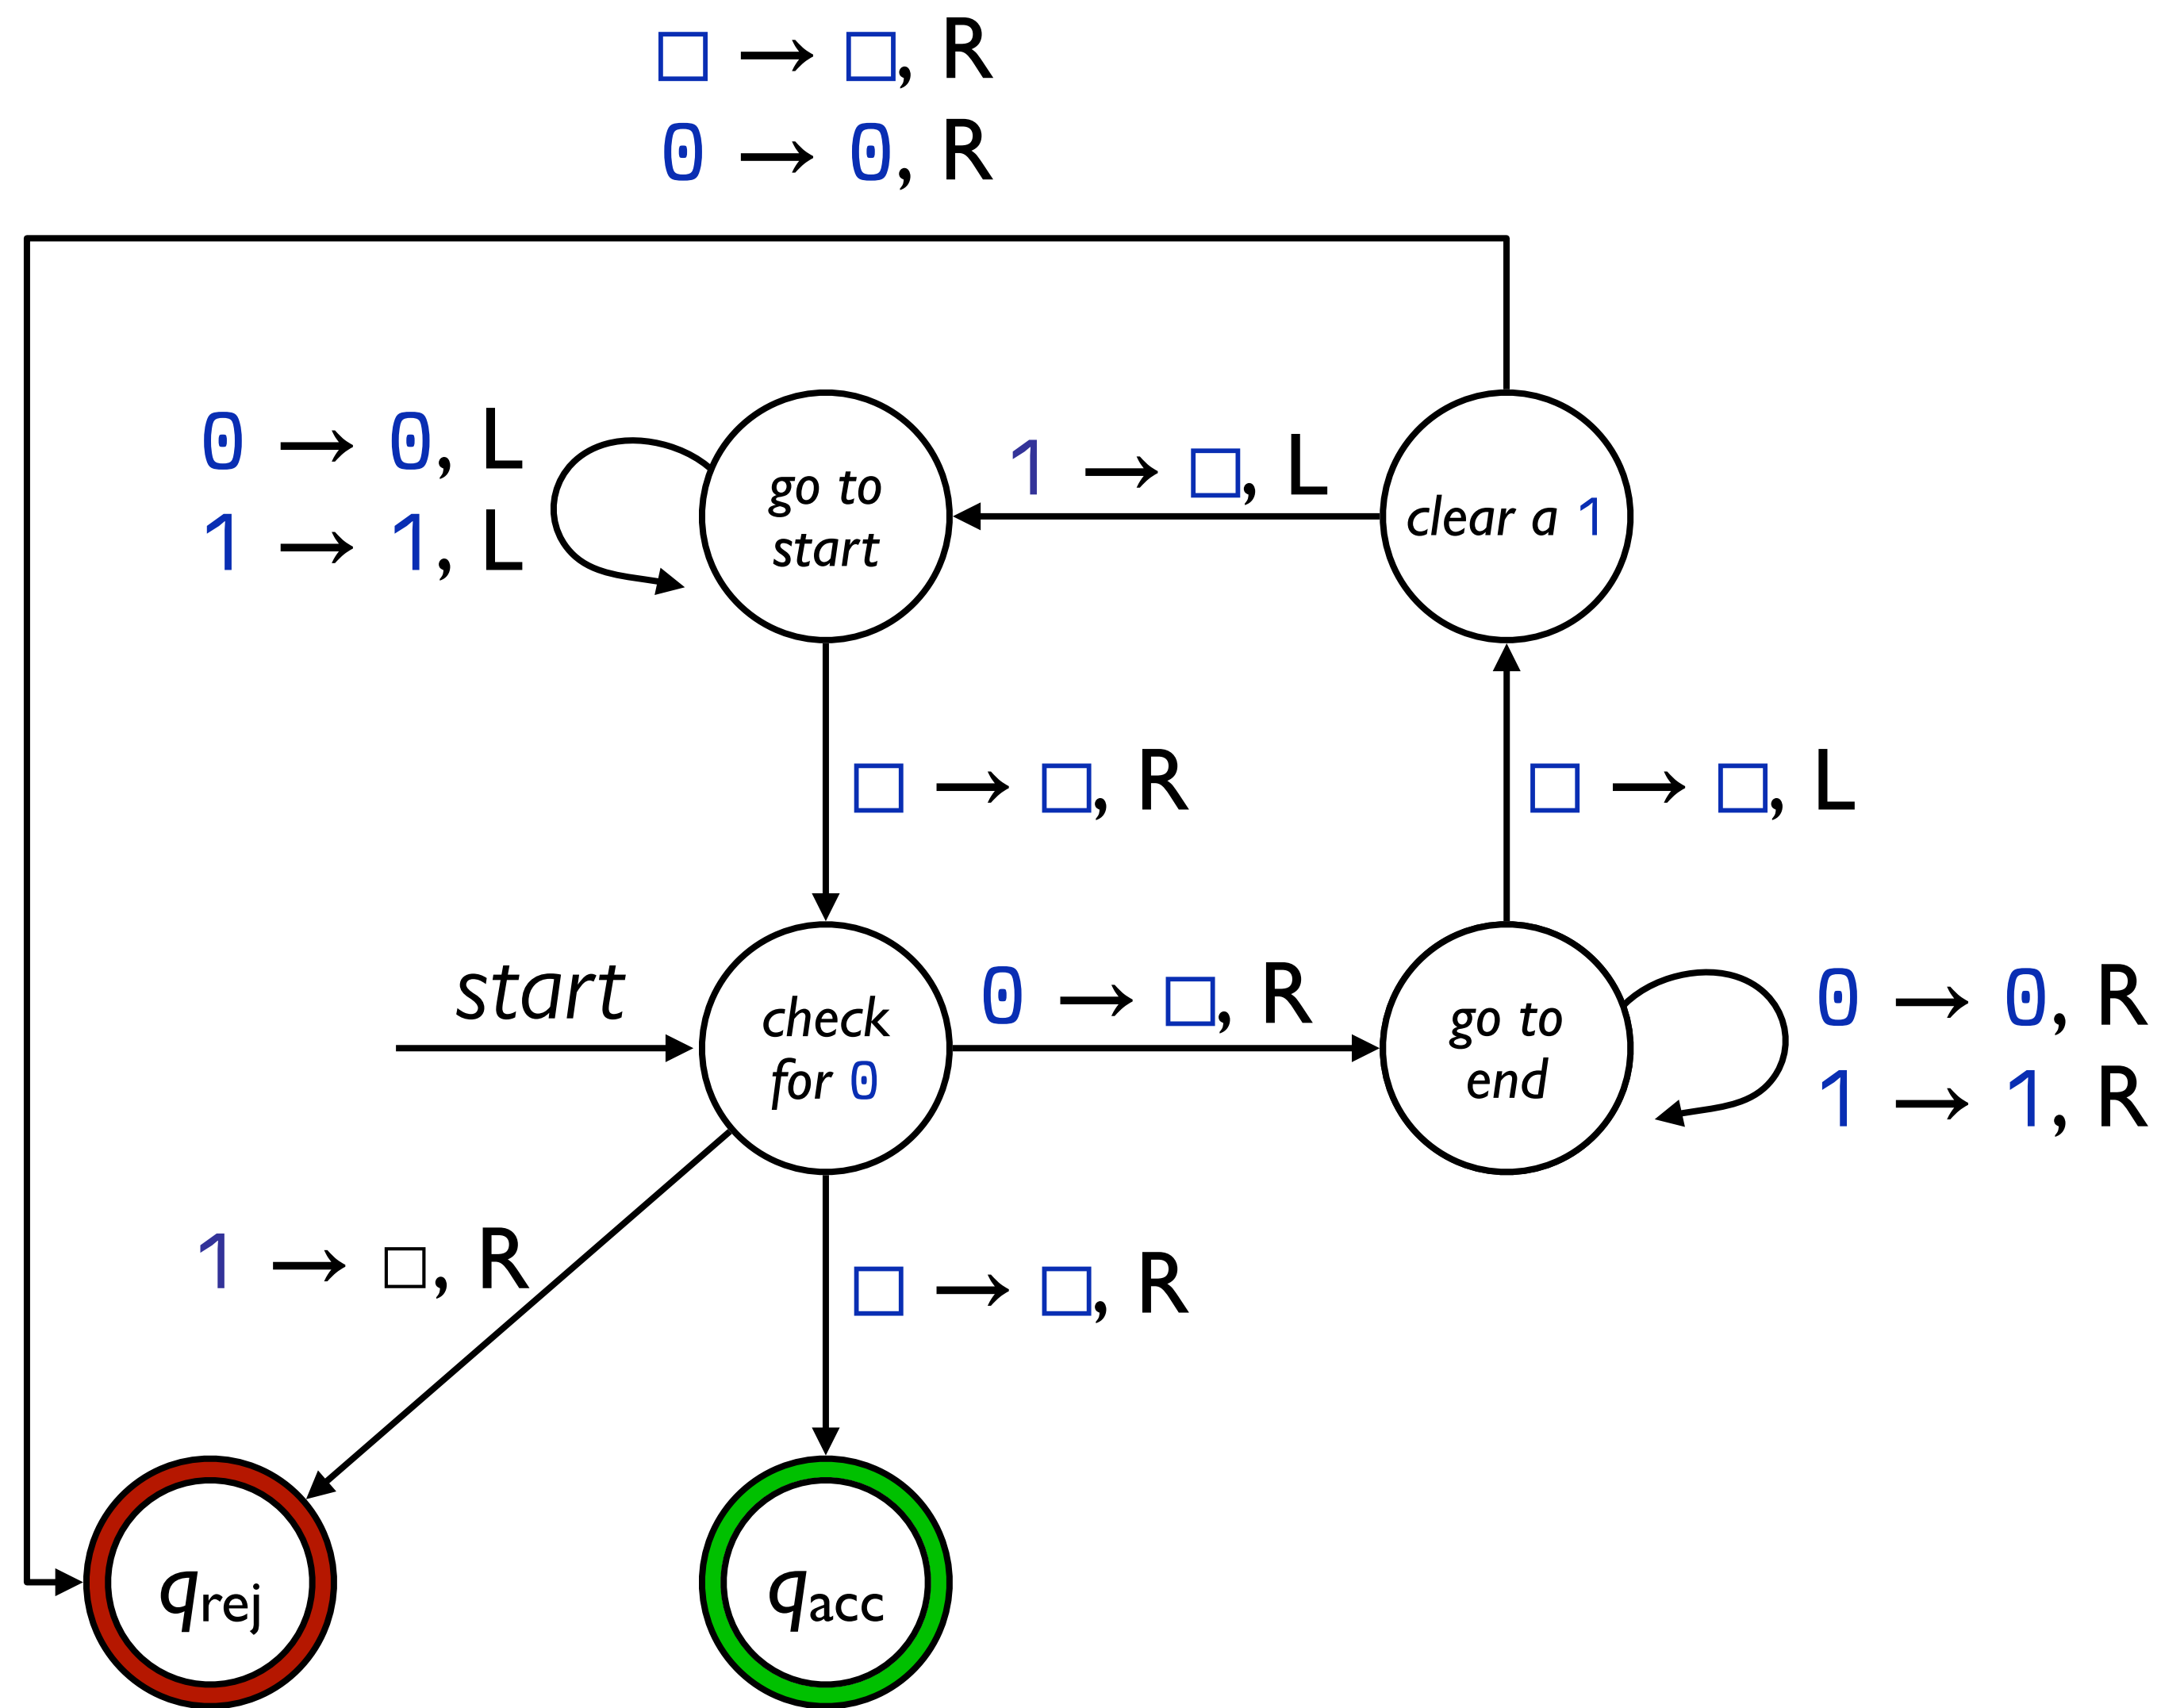 □ → □, R
0 → 0, R
0 → 0, L
1 → 1, L
go to
start
1 → □, L
clear a 1
□ → □, R
□ → □, L
start
check
for 0
0 → □, R
go to
end
0 → 0, R
1 → 1, R
1 → □, R
□ → □, R
qrej
qacc